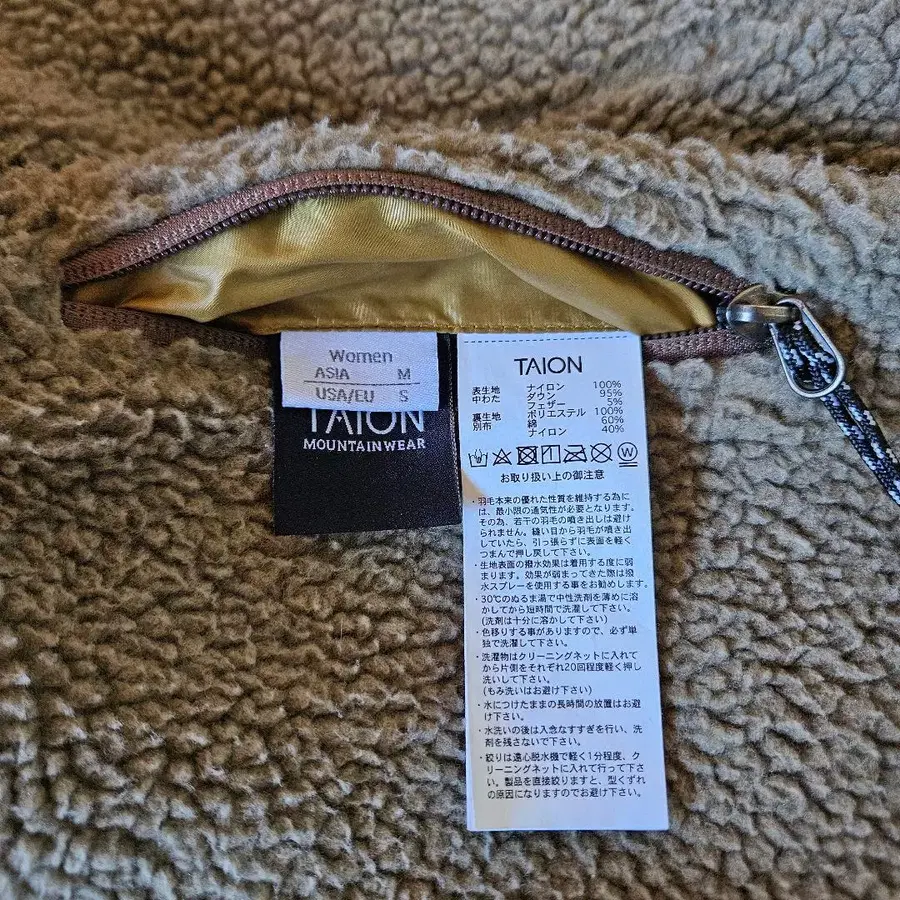 Women
ASIA M
USA/EU S
TAION
MOUNTAINWEAR
TAION
表生地 ナイロン 100%
中わた ダウン 95%
フェザー 5%
裏生地 ポリエステル 100%
別布 綿 60%
ナイロン 40%
W
お取り扱い上の御注意
・羽毛本来の優れた性質を維持する為に
は、最小限の通気性が必要となります。
その為、若干の羽毛の噴き出しは避け
られません。縫い目から羽毛が噴き出
していたら、引っ張らずに表面を軽く
つまんで押し戻して下さい。
・生地表面の撥水効果は着用する度に弱
まります。効果が弱まってきた際は撥
水スプレーを使用する事をお勧めします。
・30℃のぬるま湯で中性洗剤を薄めに溶
かしてから短時間で洗濯して下さい。
(洗剤は十分に溶かして下さい)
・色移りする事がありますので、必ず単
独で洗濯して下さい。
・洗濯物はクリーニングネットに入れて
から片側をそれぞれ20回程度軽く押し
洗いして下さい。
(もみ洗いはお避け下さい)
・水につけたままの長時間の放置はお避
け下さい。
・水洗いの後は入念なすすぎを行い、洗
剤を残さないで下さい。
・絞りは遠心脱水機で軽く1分程度、ク
リーニングネットに入れて行って下さ
い。製品を直接絞りますと、型くずれ
の原因になりますのでお避け下さい。